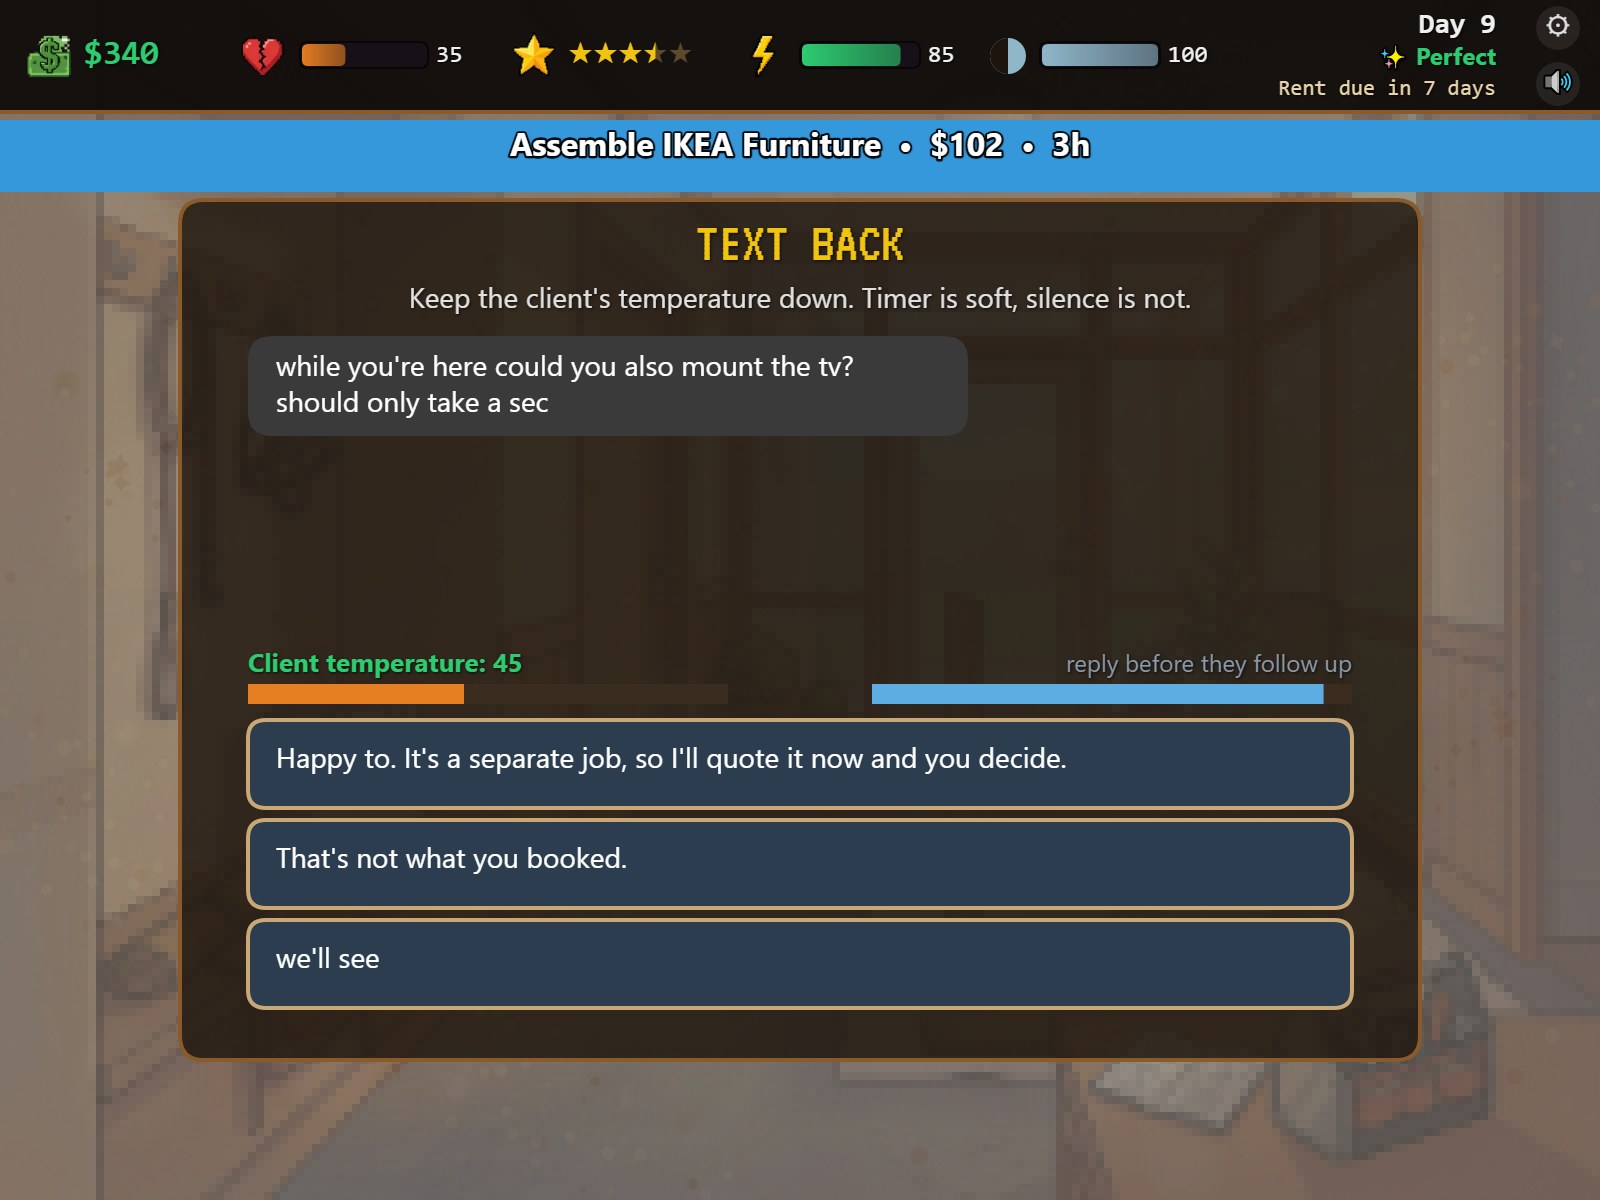 $340
35
85
100
Day 9
Perfect
Rent due in 7 days
Assemble IKEA Furniture • $102 • 3h
TEXT BACK
Keep the client's temperature down. Timer is soft, silence is not.
while you're here could you also mount the tv?
should only take a sec
Client temperature: 45
reply before they follow up
Happy to. It's a separate job, so I'll quote it now and you decide.
That's not what you booked.
we'll see